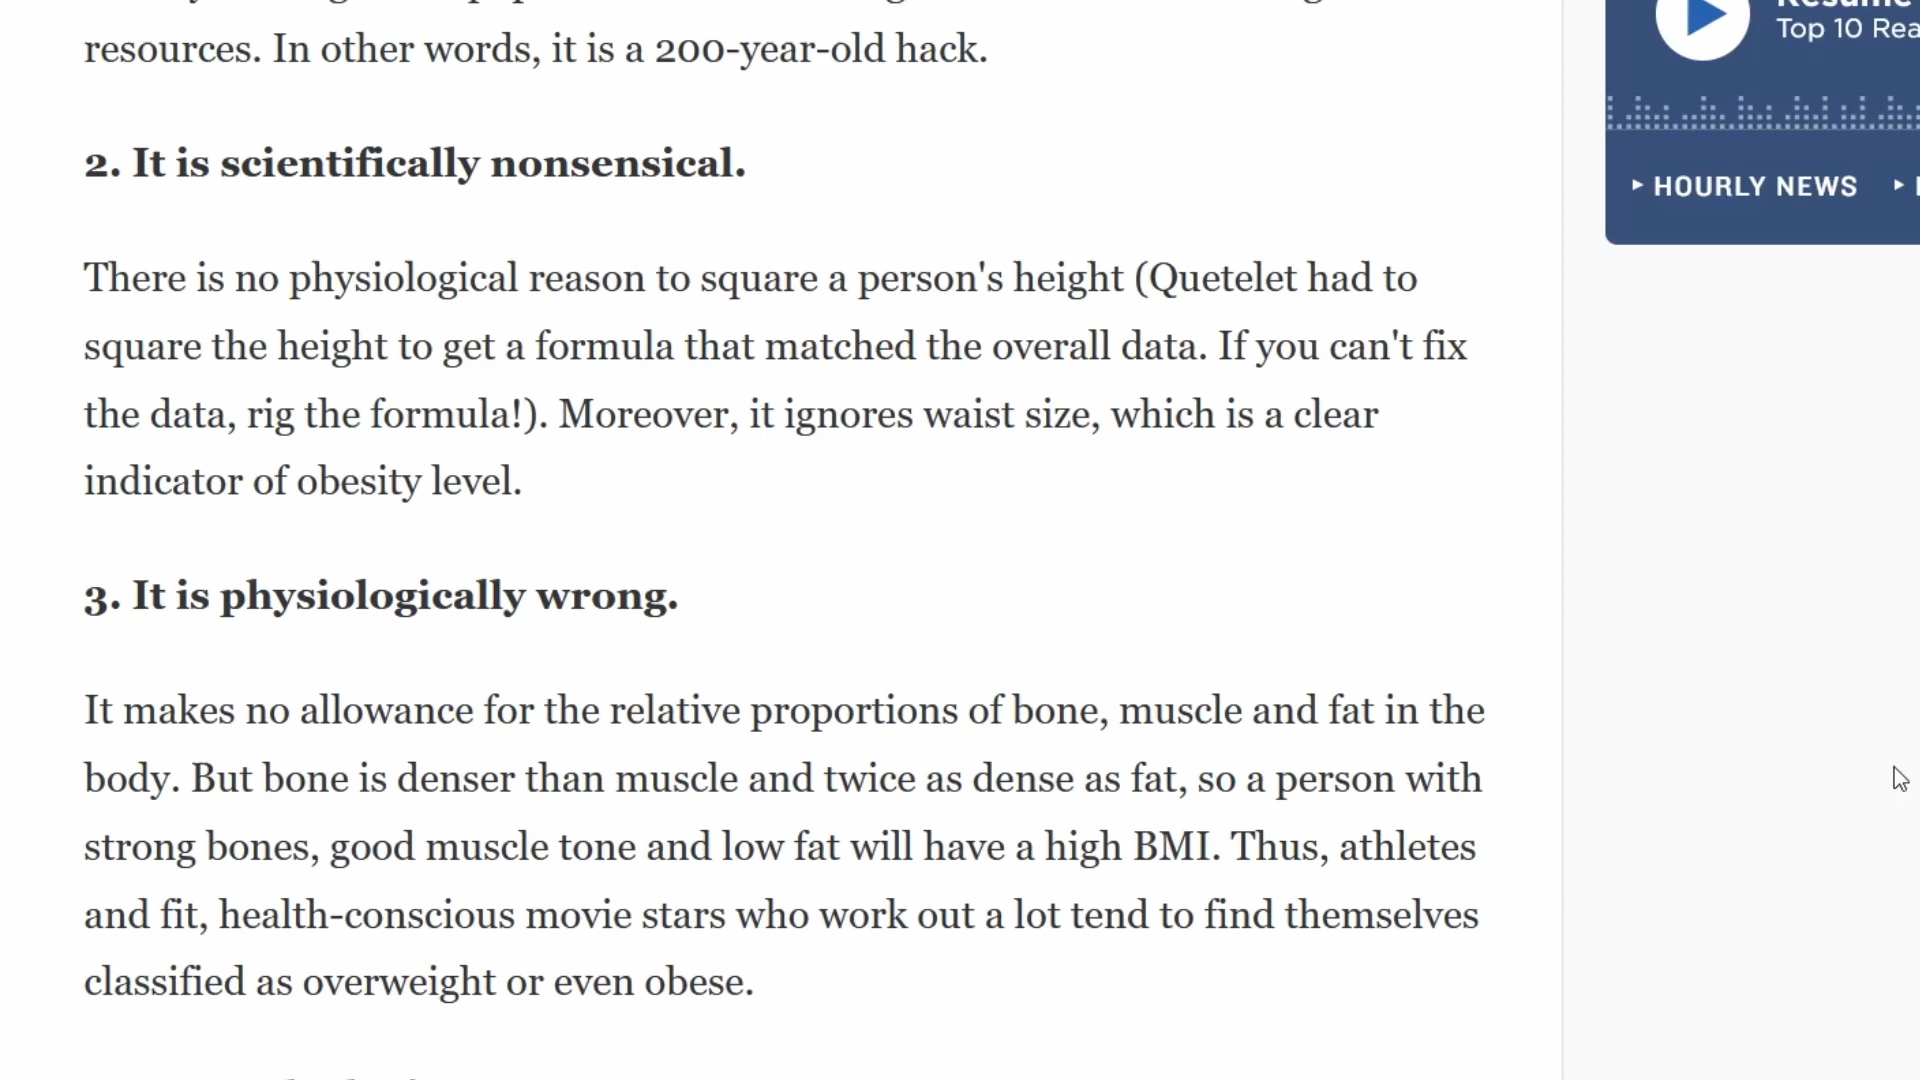 resources. In other words, it is a 200-year-old hack.
2. It is scientifically nonsensical.
There is no physiological reason to square a person's height (Quetelet had to
square the height to get a formula that matched the overall data. If you can't fix
the data, rig the formula!). Moreover, it ignores waist size, which is a clear
indicator of obesity level.
3. It is physiologically wrong.
It makes no allowance for the relative proportions of bone, muscle and fat in the
body. But bone is denser than muscle and twice as dense as fat, so a person with
strong bones, good muscle tone and low fat will have a high BMI. Thus, athletes
and fit, health-conscious movie stars who work out a lot tend to find themselves
classified as overweight or even obese.
Resume
Top 10 Rea
HOURLY NEWS